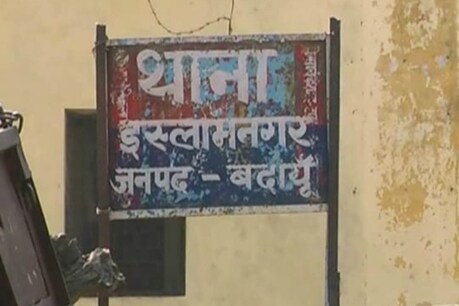 थाना
इस्लामनगर
जनपद - बदायूँ